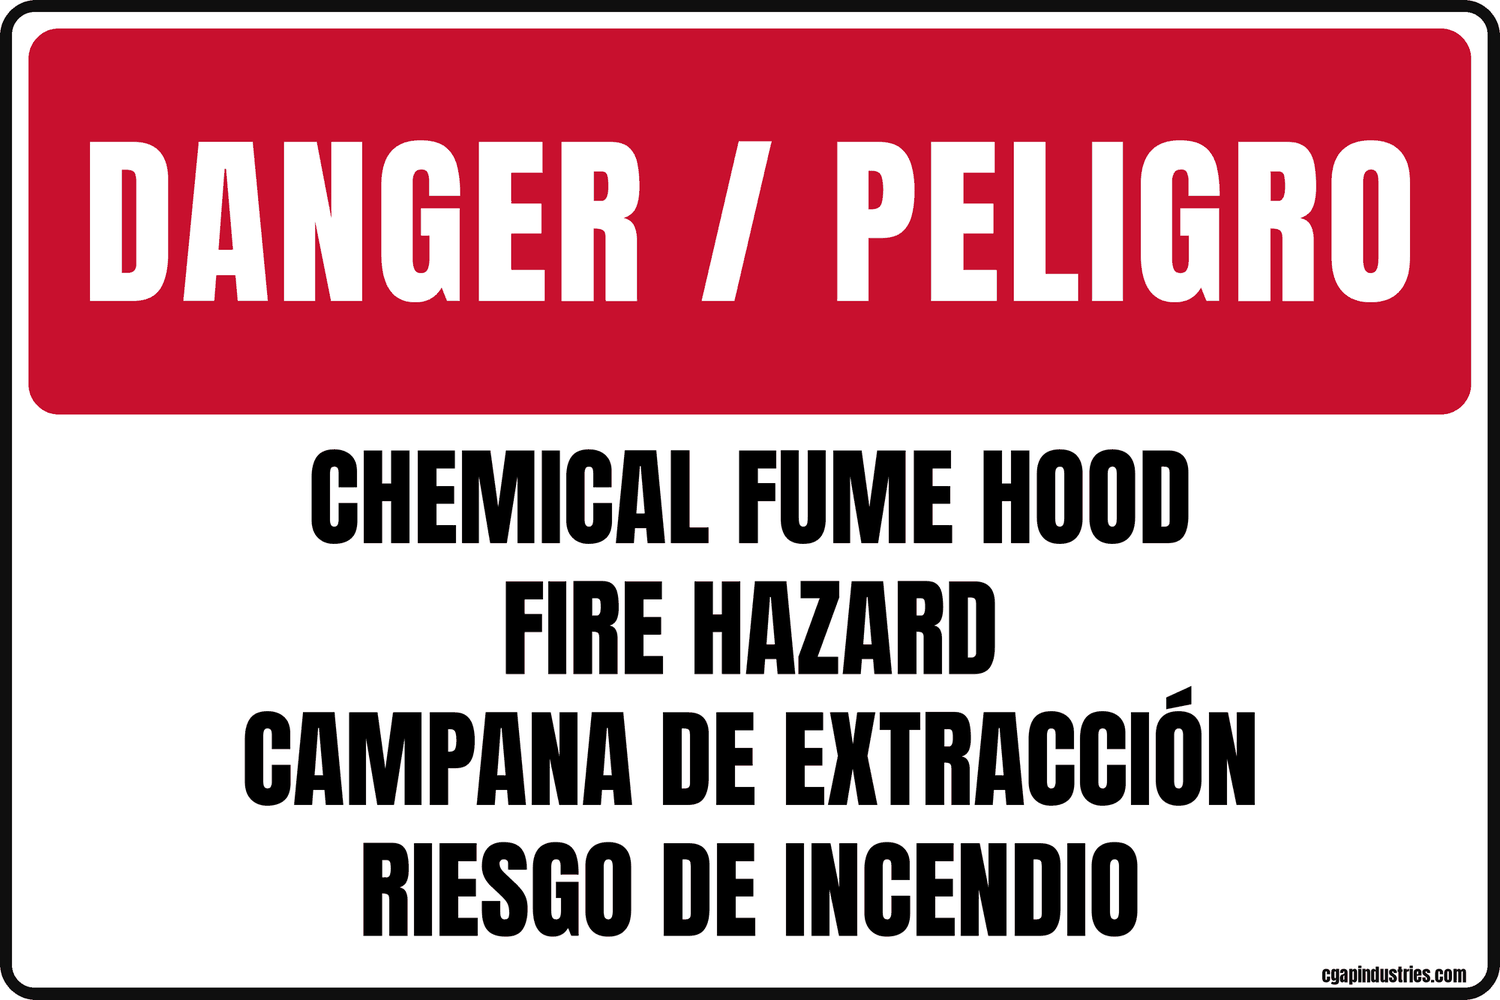 DANGER / PELIGRO
CHEMICAL FUME HOOD
FIRE HAZARD
CAMPANA DE EXTRACCIÓN
RIESGO DE INCENDIO
cgapindustries.com